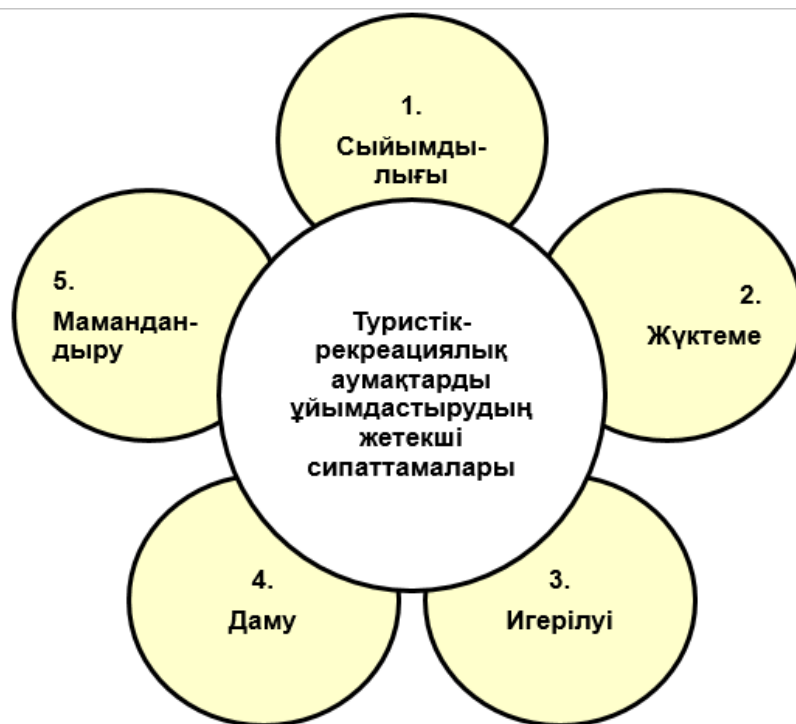 1.
Сыйымды-
лығы
2.
Жүктеме
3.
Игерілуі
4.
Даму
5.
Мамандан-
дыру
Туристік-
рекреациялық
аумақтарды
ұйымдастырудың
жетекші
сипаттамалары